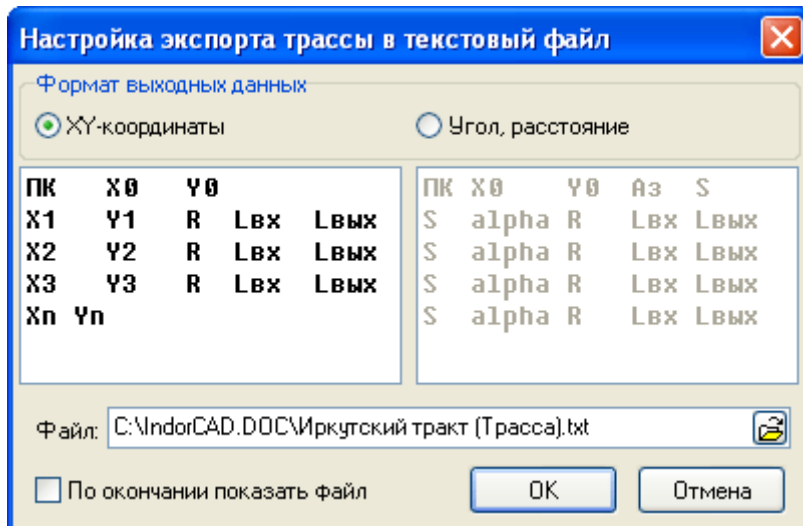 Настройка экспорта трассы в текстовый файл
Формат выходных данных
XY-координаты
Угол, расстояние
ПК X0 Y0
X1 Y1 R Lвх Lвых
X2 Y2 R Lвх Lвых
X3 Y3 R Lвх Lвых
Xn Yn
ПК X0 Y0 Аз S
S alpha R Lвх Lвых
S alpha R Lвх Lвых
S alpha R Lвх Lвых
S alpha R Lвх Lвых
Файл: C:\IndorCAD.DOC\Иркутский тракт (Трасса).txt
По окончании показать файл
OK
Отмена